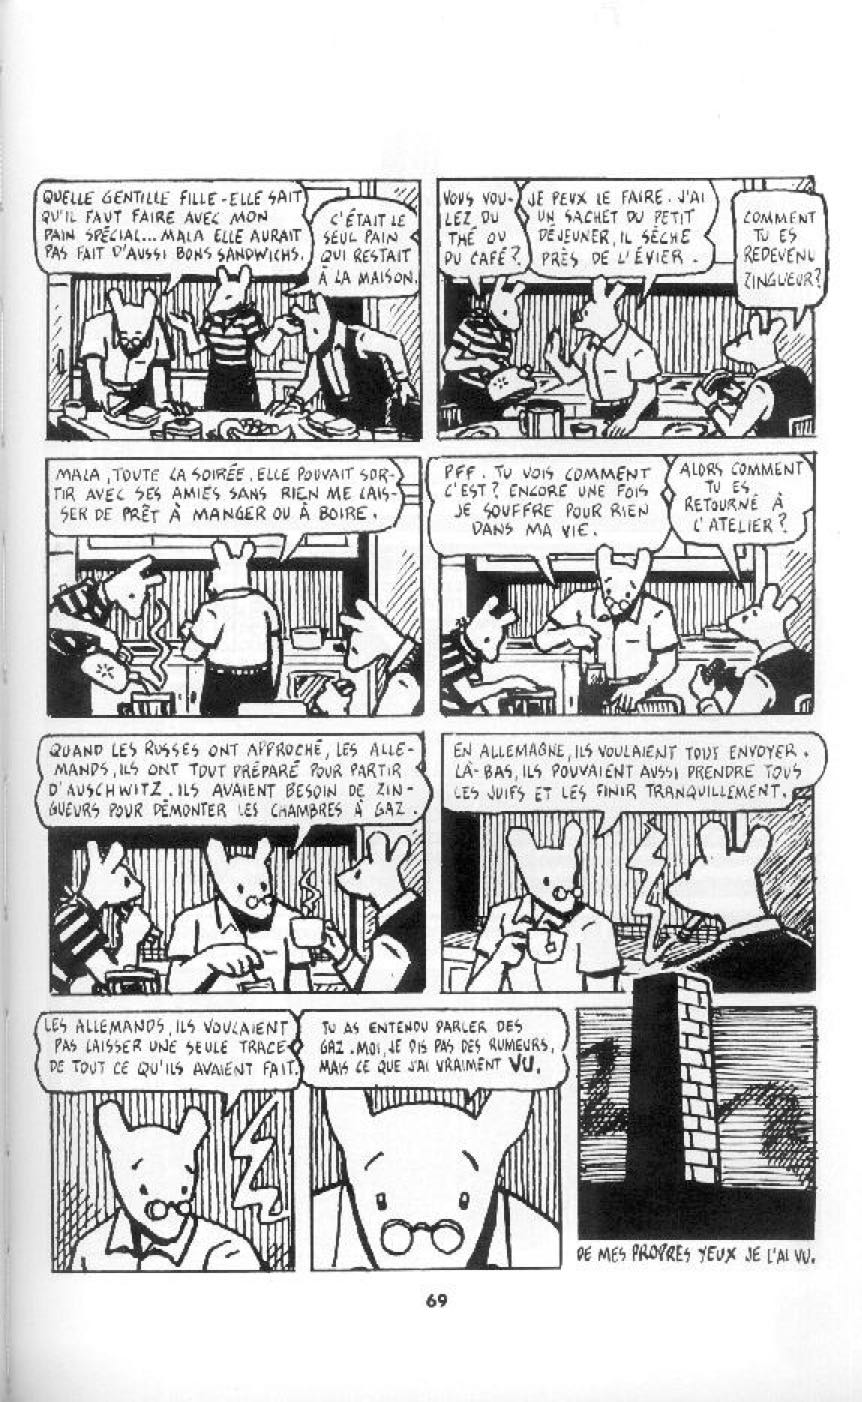 QUELLE GENTILLE FILLE - ELLE SAIT
QU'IL FAUT FAIRE AVEC MON
PAIN SPÉCIAL... MALA ELLE AURAIT
PAS FAIT D'AUSSI BONS SANDWICHS.
C'ÉTAIT LE
SEUL PAIN
QUI RESTAIT
À LA MAISON.
VOUS VOU-
LEZ DU
THÉ OU
DU CAFÉ?
JE PEUX LE FAIRE. J'AI
UN SACHET DU PETIT
DÉJEUNER, IL SÈCHE
PRÈS DE L'ÉVIER.
COMMENT
TU ES
REDEVENU
ZINGUEUR?
MALA, TOUTE LA SOIRÉE, ELLE POUVAIT SOR-
TIR AVEC SES AMIES SANS RIEN ME LAIS-
SER DE PRÊT À MANGER OU À BOIRE.
PFF. TU VOIS COMMENT
C'EST? ENCORE UNE FOIS
JE SOUFFRE POUR RIEN
DANS MA VIE.
ALORS COMMENT
TU ES
RETOURNÉ À
L'ATELIER?
QUAND LES RUSSES ONT APPROCHÉ, LES ALLE-
MANDS, ILS ONT TOUT PRÉPARÉ POUR PARTIR
D'AUSCHWITZ. ILS AVAIENT BESOIN DE ZIN-
GUEURS POUR DÉMONTER LES CHAMBRES À GAZ.
EN ALLEMAGNE, ILS VOULAIENT TOUT ENVOYER.
LÀ-BAS, ILS POUVAIENT AUSSI PRENDRE TOUS
LES JUIFS ET LES FINIR TRANQUILLEMENT.
LES ALLEMANDS, ILS VOULAIENT
PAS LAISSER UNE SEULE TRACE
DE TOUT CE QU'ILS AVAIENT FAIT.
TU AS ENTENDU PARLER DES
GAZ. MOI, JE DIS PAS DES RUMEURS,
MAIS CE QUE J'AI VRAIMENT VU.
DE MES PROPRES YEUX JE L'AI VU.
69